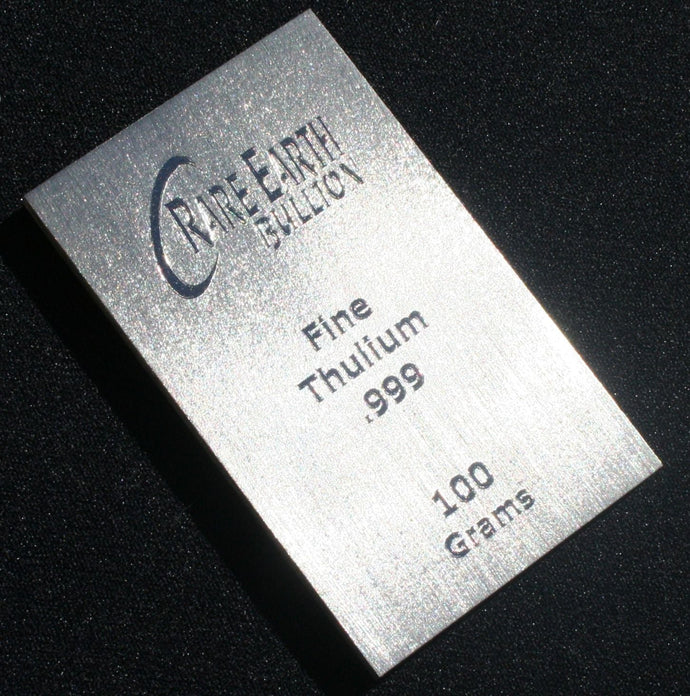 RARE EARTH
BULLION
Fine
Thulium
.999
100
Grams